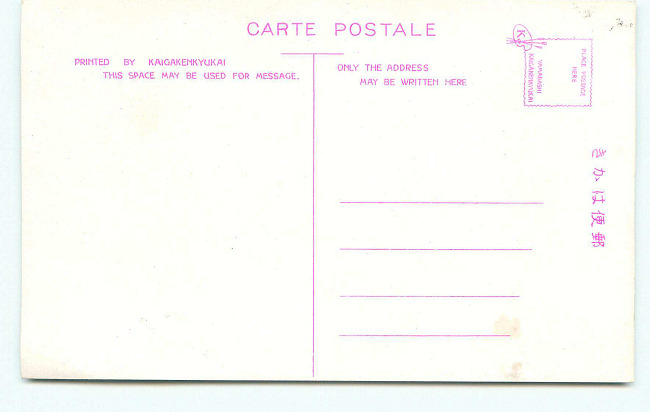 CARTE POSTALE
PRINTED BY KAIGAKENKYUKAI
THIS SPACE MAY BE USED FOR MESSAGE.
ONLY THE ADDRESS
MAY BE WRITTEN HERE
K
PLACE POSTAGE
HERE
YAMANASHI
KAIGAKENKYUKAI
きかは便郵